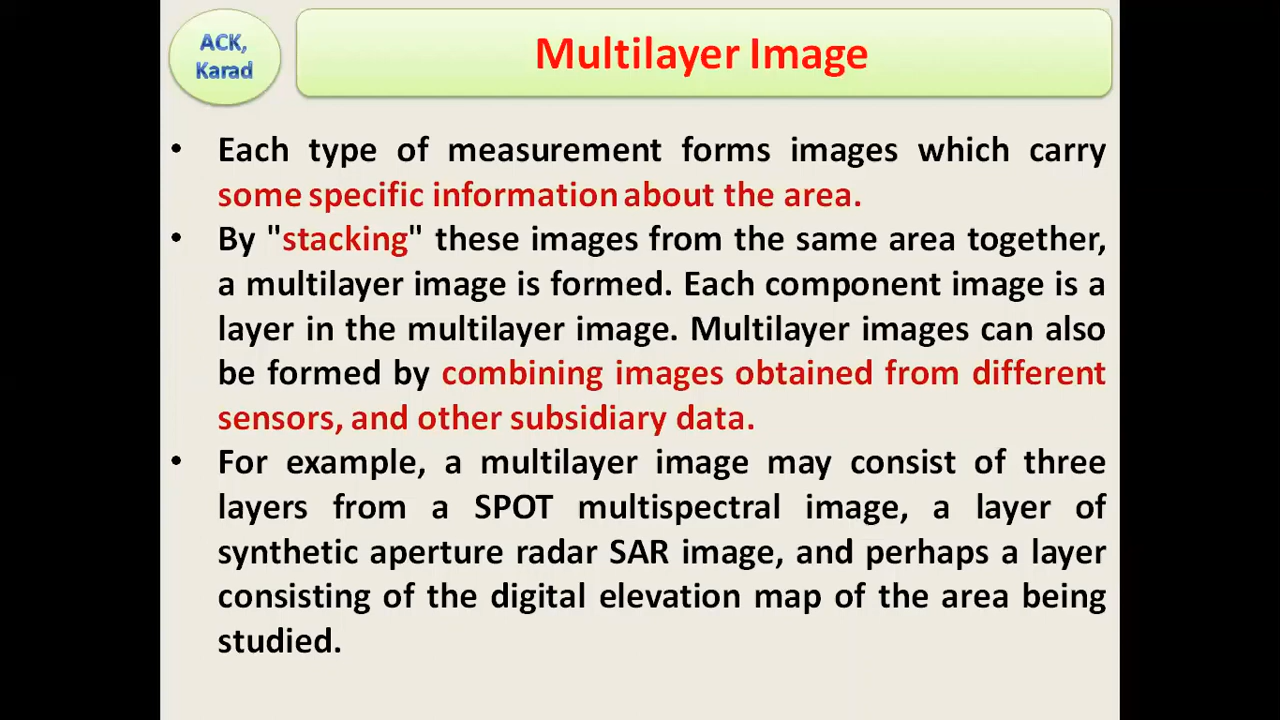 ACK,
Karad
Multilayer Image
• Each type of measurement forms images which carry
some specific information about the area.
• By "stacking" these images from the same area together,
a multilayer image is formed. Each component image is a
layer in the multilayer image. Multilayer images can also
be formed by combining images obtained from different
sensors, and other subsidiary data.
• For example, a multilayer image may consist of three
layers from a SPOT multispectral image, a layer of
synthetic aperture radar SAR image, and perhaps a layer
consisting of the digital elevation map of the area being
studied.